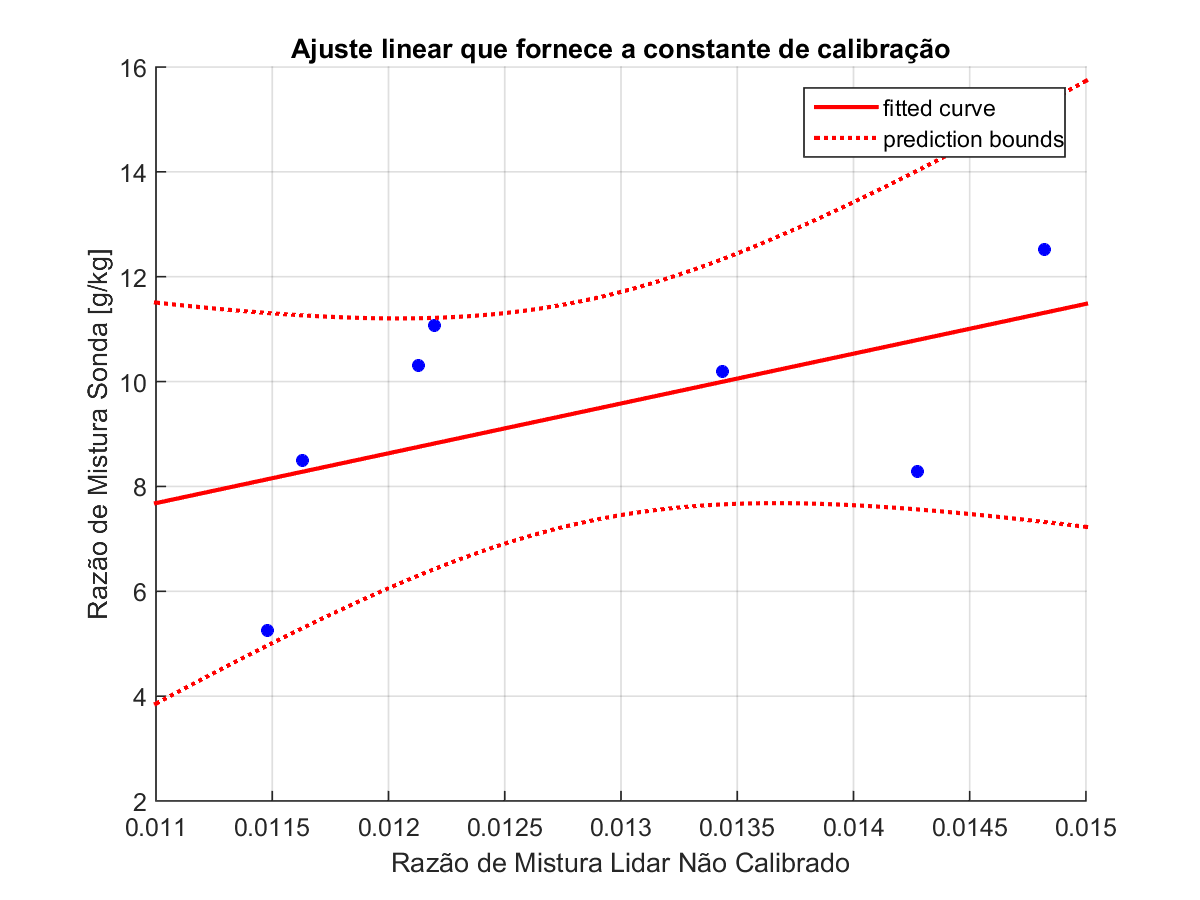 Ajuste linear que fornece a constante de calibração
fitted curve
prediction bounds
Razão de Mistura Sonda [g/kg]
16
14
12
10
8
6
4
2
0.011 0.0115 0.012 0.0125 0.013 0.0135 0.014 0.0145 0.015
Razão de Mistura Lidar Não Calibrado